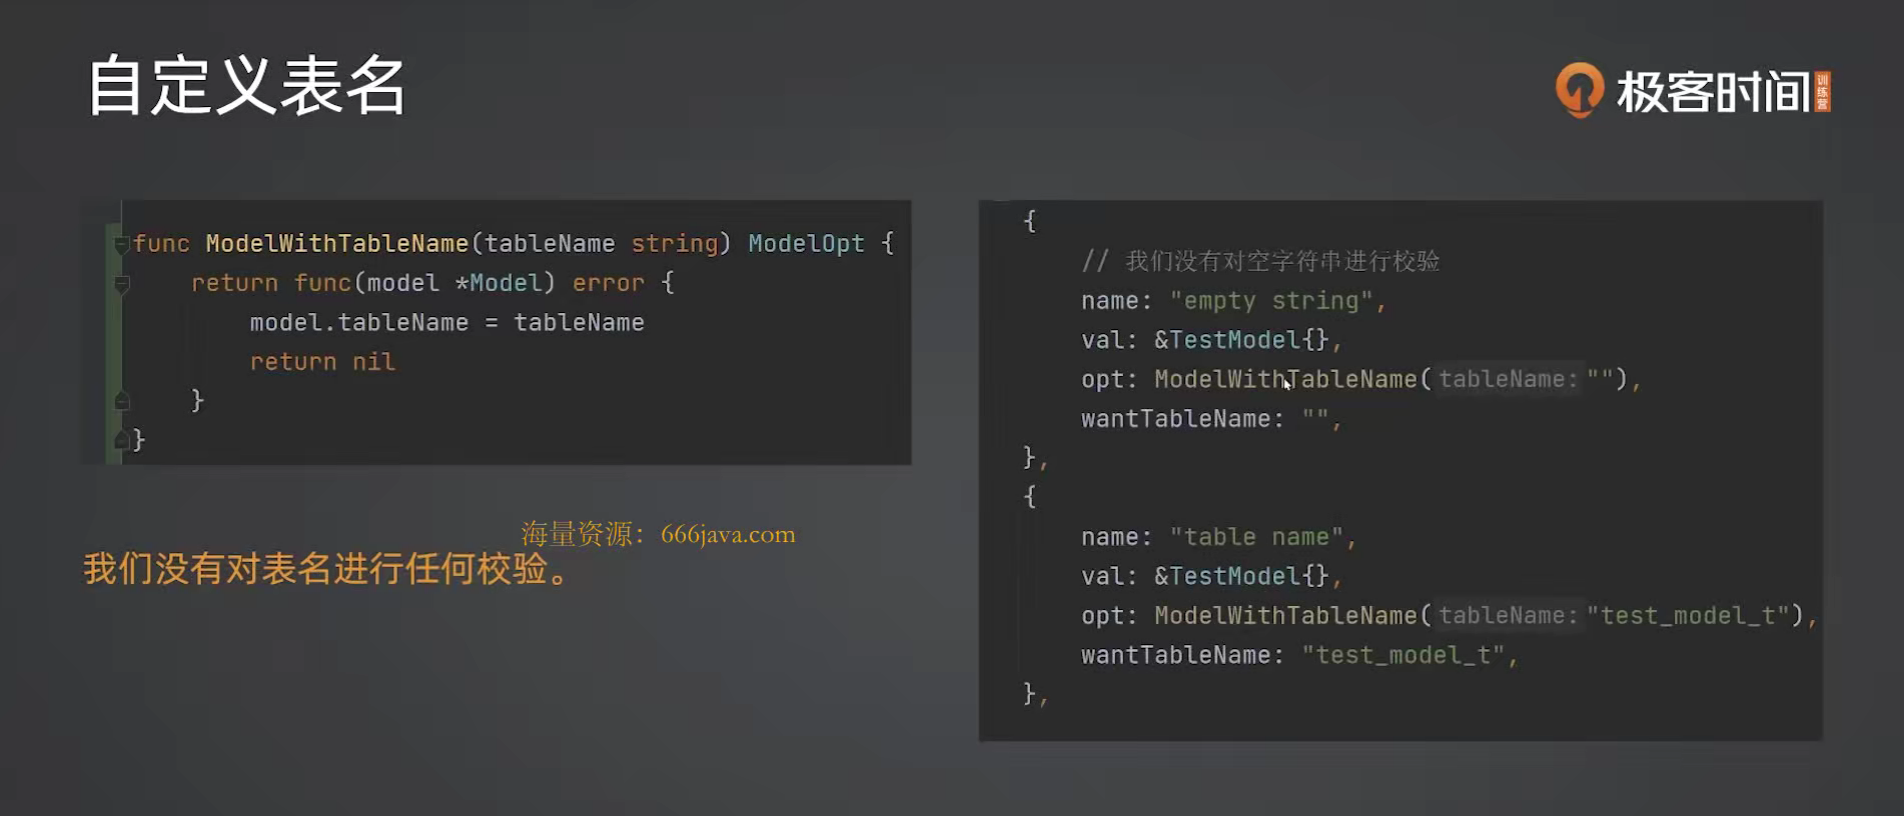 自定义表名
极客时间
训练营
func ModelWithTableName(tableName string) ModelOpt {
return func(model *Model) error {
model.tableName = tableName
return nil
}
}
海量资源：666java.com
我们没有对表名进行任何校验。
{
// 我们没有对空字符串进行校验
name: "empty string",
val: &TestModel{},
opt: ModelWithTableName( tableName: ""),
wantTableName: "",
},
{
name: "table name",
val: &TestModel{},
opt: ModelWithTableName( tableName: "test_model_t"),
wantTableName: "test_model_t",
},